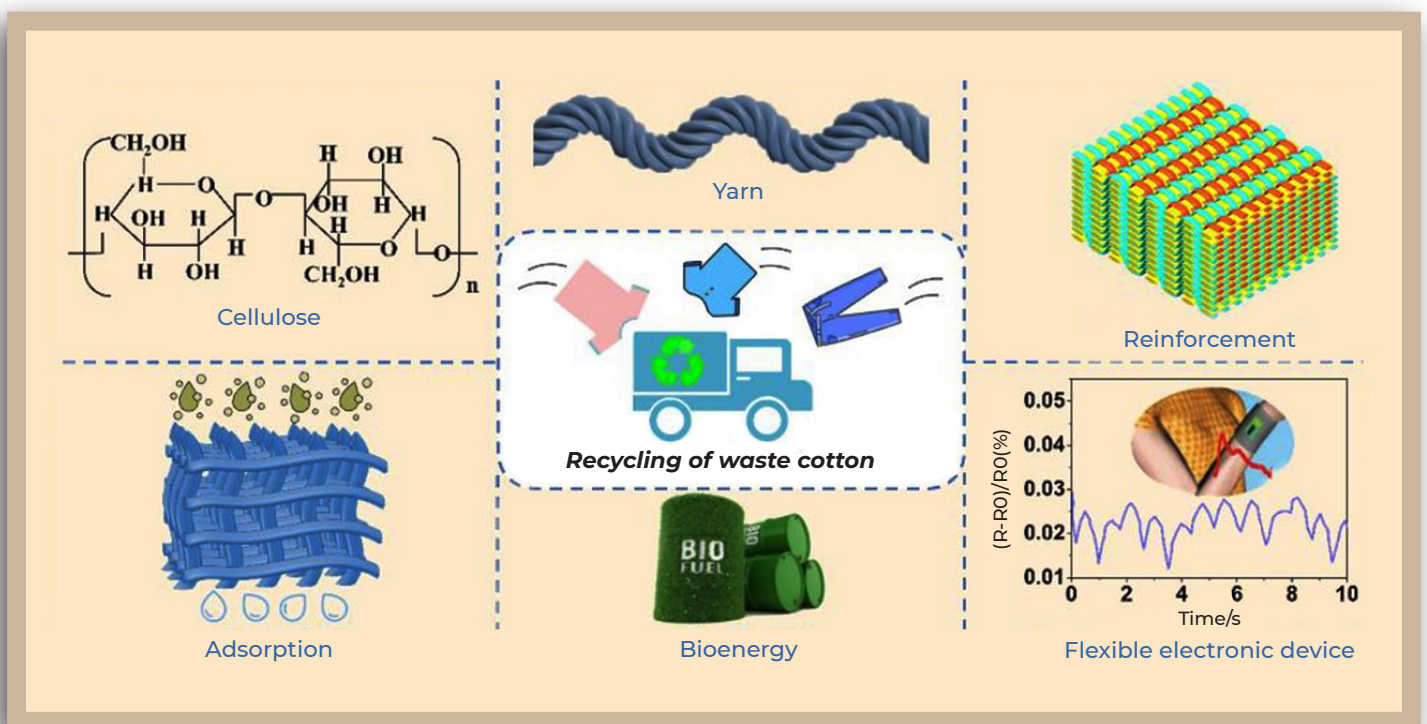 CH₂OH
H
O
H
OH
H
H
OH
H
O
H
OH
OH
H
H
H
H
O
CH₂OH
O
n
Cellulose
Yarn
Reinforcement
Recycling of waste cotton
Adsorption
BIO
FUEL
BIO
Bioenergy
(R-R0)/R0(%)
0.05
0.04
0.03
0.02
0.01
0 2 4 6 8 10
Time/s
Flexible electronic device